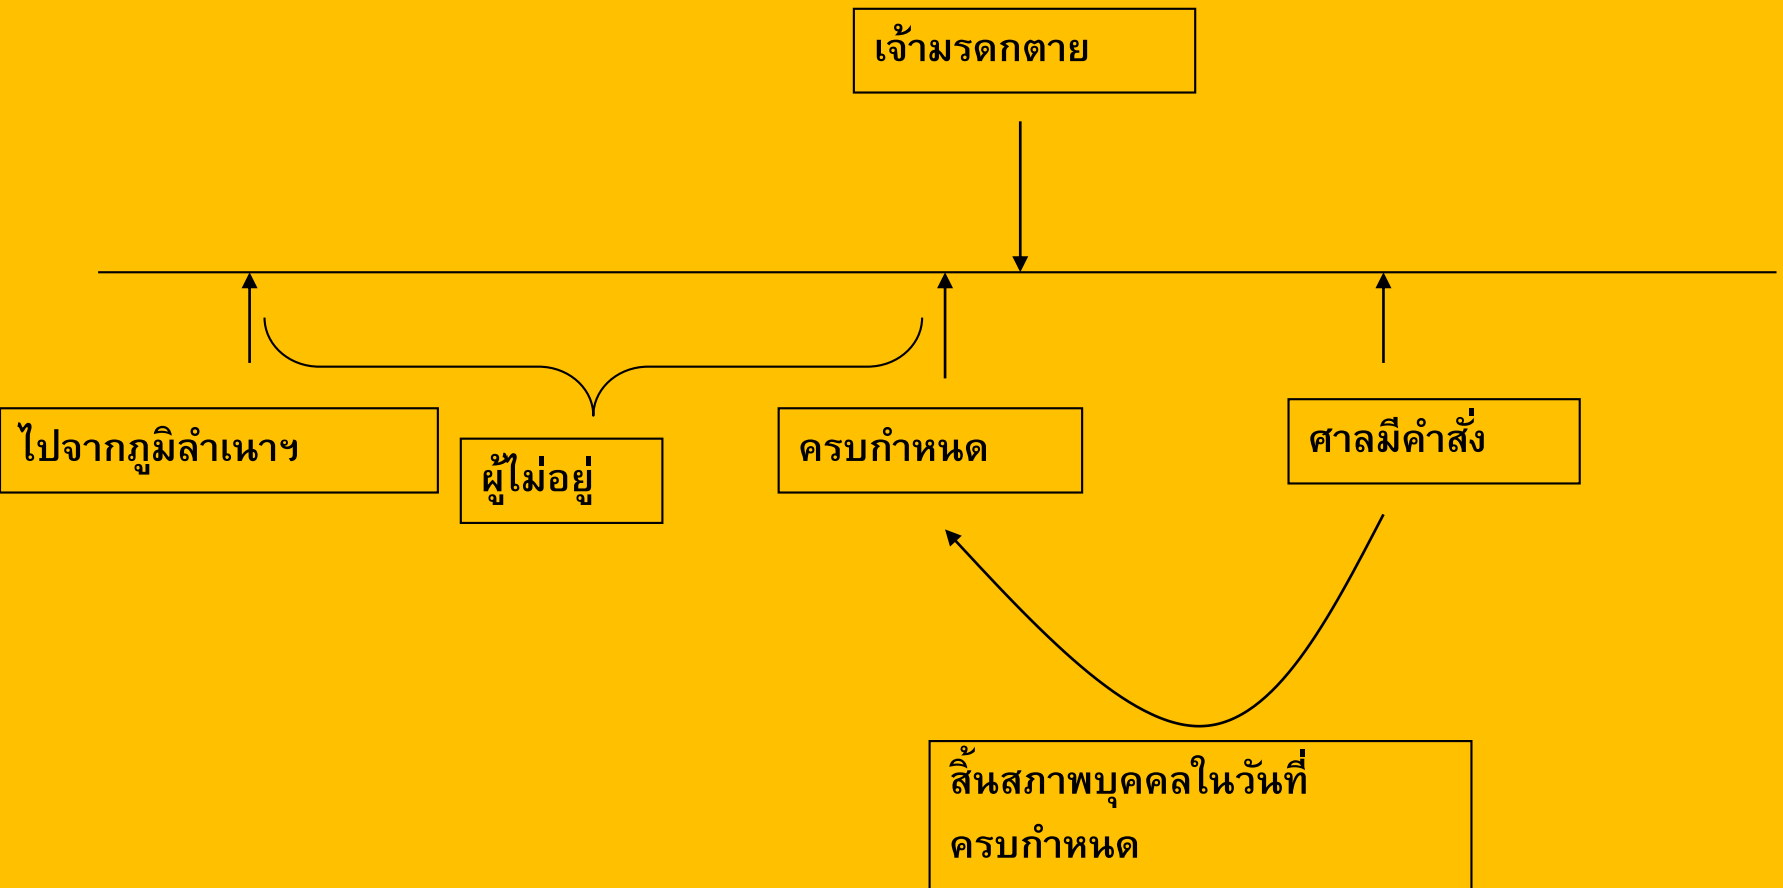 เจ้ามรดกตาย
ไปจากภูมิลำเนาฯ
ผู้ไม่อยู่
ครบกำหนด
ศาลมีคำสั่ง
สิ้นสภาพบุคคลในวันที่
ครบกำหนด